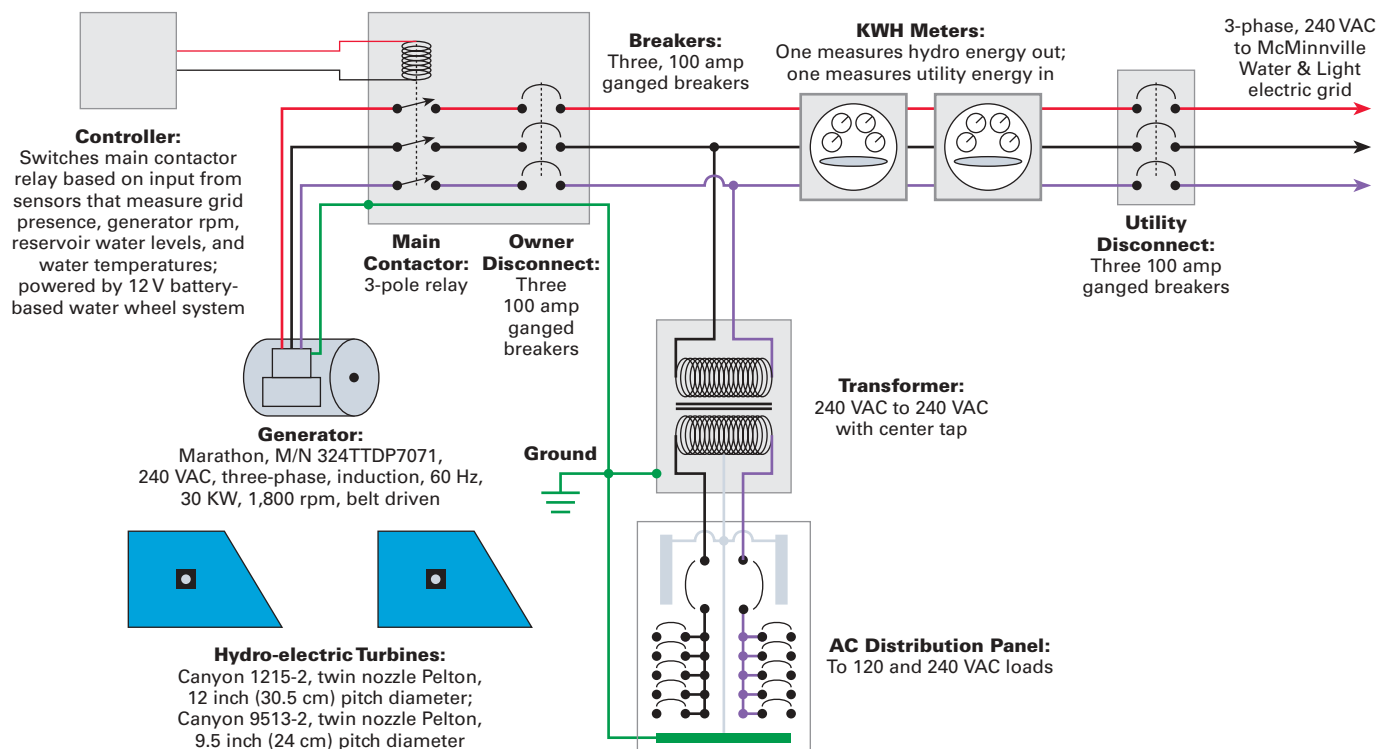 Controller:
Switches main contactor
relay based on input from
sensors that measure grid
presence, generator rpm,
reservoir water levels, and
water temperatures;
powered by 12 V battery-
based water wheel system
Breakers:
Three, 100 amp
ganged breakers
KWH Meters:
One measures hydro energy out;
one measures utility energy in
3-phase, 240 VAC
to McMinnville
Water & Light
electric grid
Main
Contactor:
3-pole relay
Owner
Disconnect:
Three
100 amp
ganged
breakers
Utility
Disconnect:
Three 100 amp
ganged breakers
Generator:
Marathon, M/N 324TTDP7071,
240 VAC, three-phase, induction, 60 Hz,
30 KW, 1,800 rpm, belt driven
Ground
Transformer:
240 VAC to 240 VAC
with center tap
Hydro-electric Turbines:
Canyon 1215-2, twin nozzle Pelton,
12 inch (30.5 cm) pitch diameter;
Canyon 9513-2, twin nozzle Pelton,
9.5 inch (24 cm) pitch diameter
AC Distribution Panel:
To 120 and 240 VAC loads